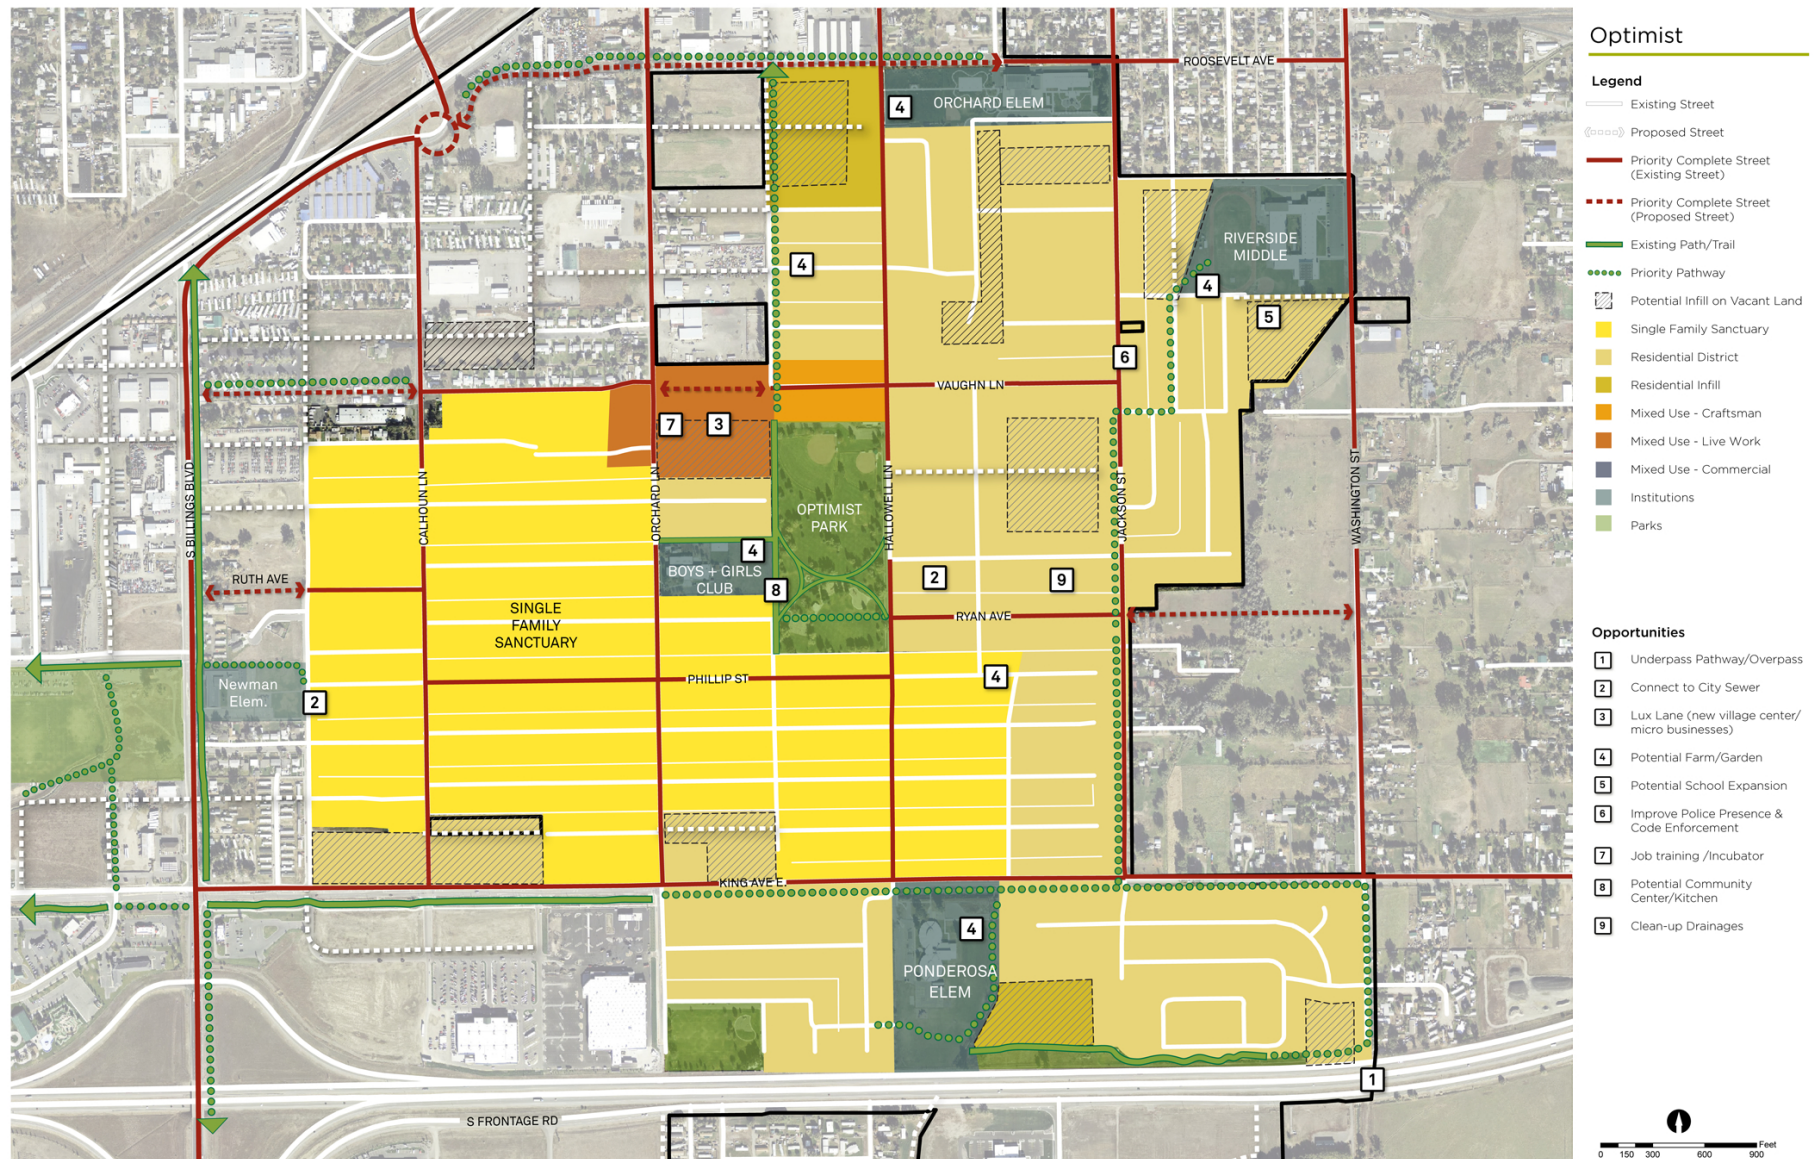 Optimist
Legend
Existing Street
Proposed Street
Priority Complete Street
(Existing Street)
Priority Complete Street
(Proposed Street)
Existing Path/Trail
Priority Pathway
Potential Infill on Vacant Land
Single Family Sanctuary
Residential District
Residential Infill
Mixed Use - Craftsman
Mixed Use - Live Work
Mixed Use - Commercial
Institutions
Parks
Opportunities
1 Underpass Pathway/Overpass
2 Connect to City Sewer
3 Lux Lane (new village center/
micro businesses)
4 Potential Farm/Garden
5 Potential School Expansion
6 Improve Police Presence &
Code Enforcement
7 Job training /Incubator
8 Potential Community
Center/Kitchen
9 Clean-up Drainages
Feet
0 150 300 600 900
ROOSEVELT AVE
4
ORCHARD ELEM
RIVERSIDE
MIDDLE
4
4
5
6
VAUGHN LN
7
3
S BILLINGS BLVD
CALHOUN LN
ORCHARD LN
HALLOWELL LN
JACKSON ST
WASHINGTON ST
OPTIMIST
PARK
4
BOYS + GIRLS
CLUB
8
2
9
RUTH AVE
SINGLE
FAMILY
SANCTUARY
RYAN AVE
PHILLIP ST
4
Newman
Elem.
2
KING AVE E
4
PONDEROSA
ELEM
1
S FRONTAGE RD